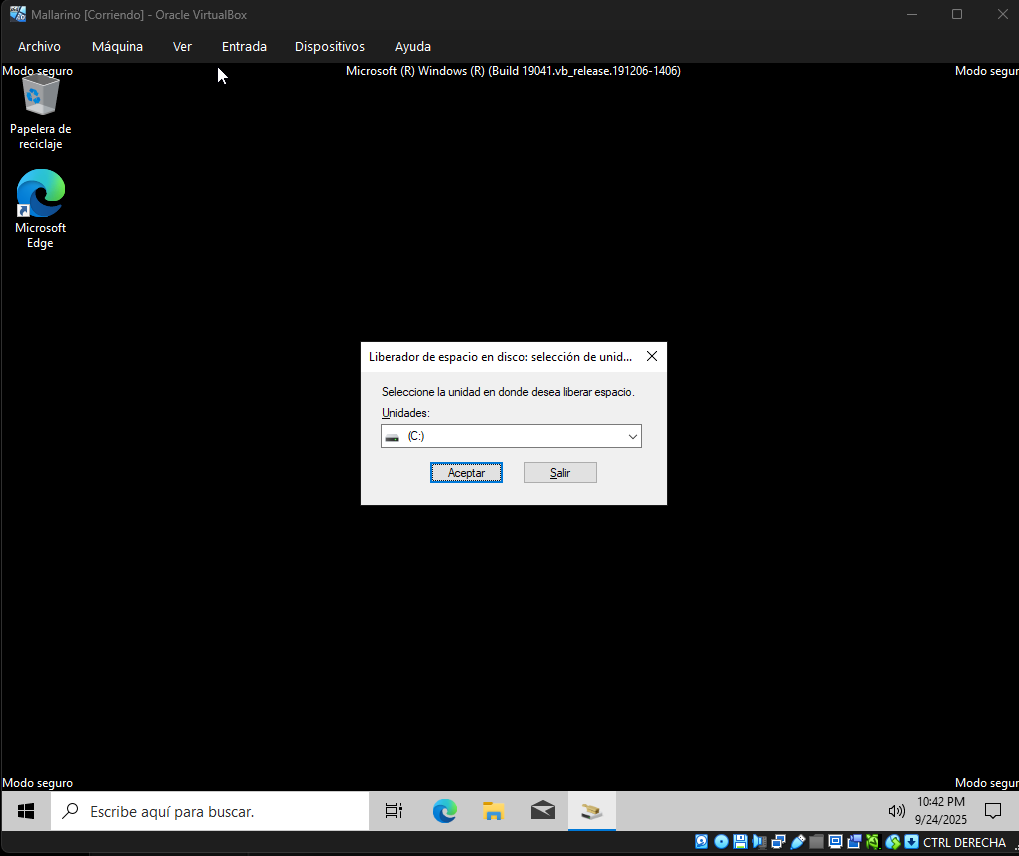 Mallarino [Corriendo] - Oracle VirtualBox
Archivo Máquina Ver Entrada Dispositivos Ayuda
Modo seguro Microsoft (R) Windows (R) (Build 19041.vb_release.191206-1406) Modo segur
Papelera de
reciclaje
Microsoft
Edge
Liberador de espacio en disco: selección de unid...
Seleccione la unidad en donde desea liberar espacio.
Unidades:
(C:)
Aceptar Salir
Modo seguro Modo segur
Escribe aquí para buscar.
10:42 PM
9/24/2025
CTRL DERECHA